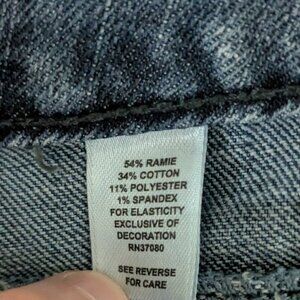 54% RAMIE
34% COTTON
11% POLYESTER
1% SPANDEX
FOR ELASTICITY
EXCLUSIVE OF
DECORATION
RN37080
SEE REVERSE
FOR CARE